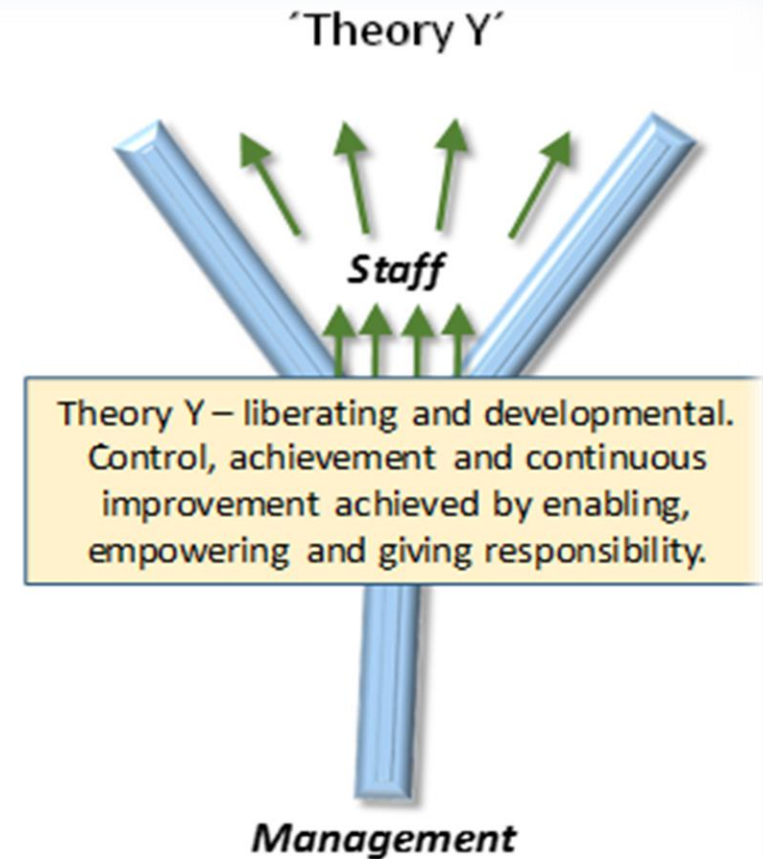 ´Theory Y´
Staff
Theory Y – liberating and developmental.
Control, achievement and continuous
improvement achieved by enabling,
empowering and giving responsibility.
Management